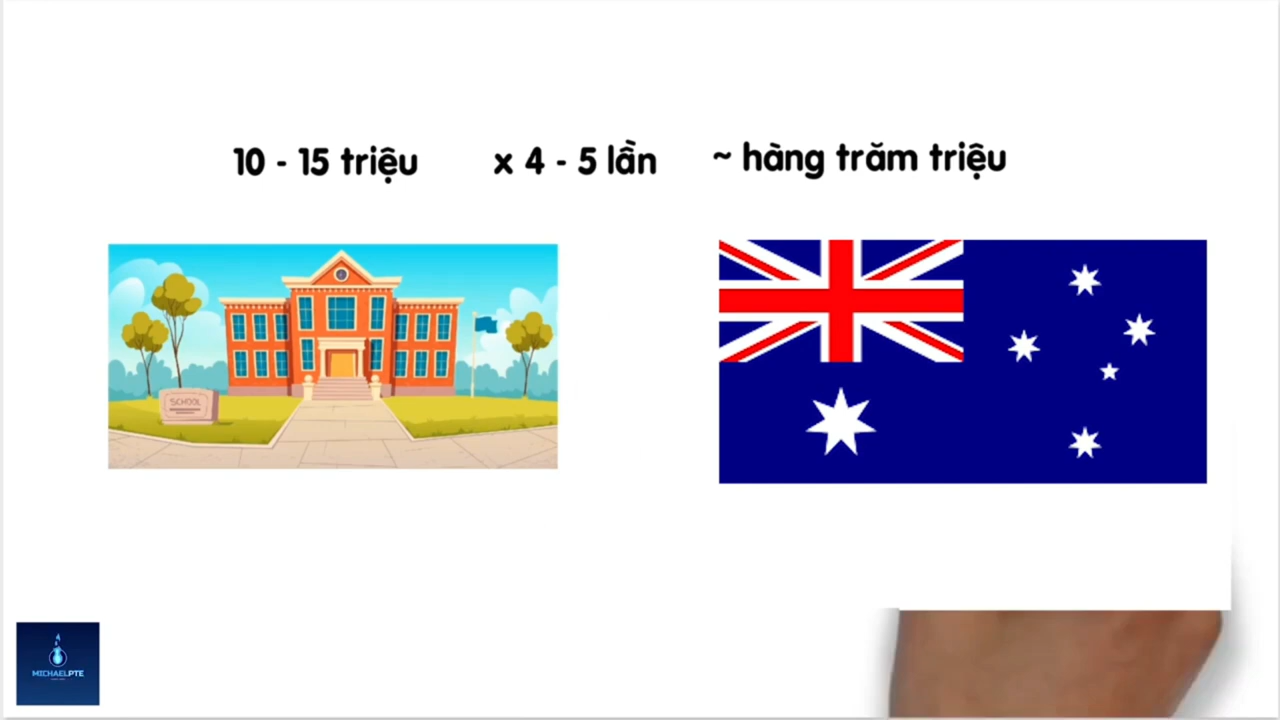 10 - 15 triệu x 4 - 5 lần ~ hàng trăm triệu
SCHOOL
MICHAELPTE